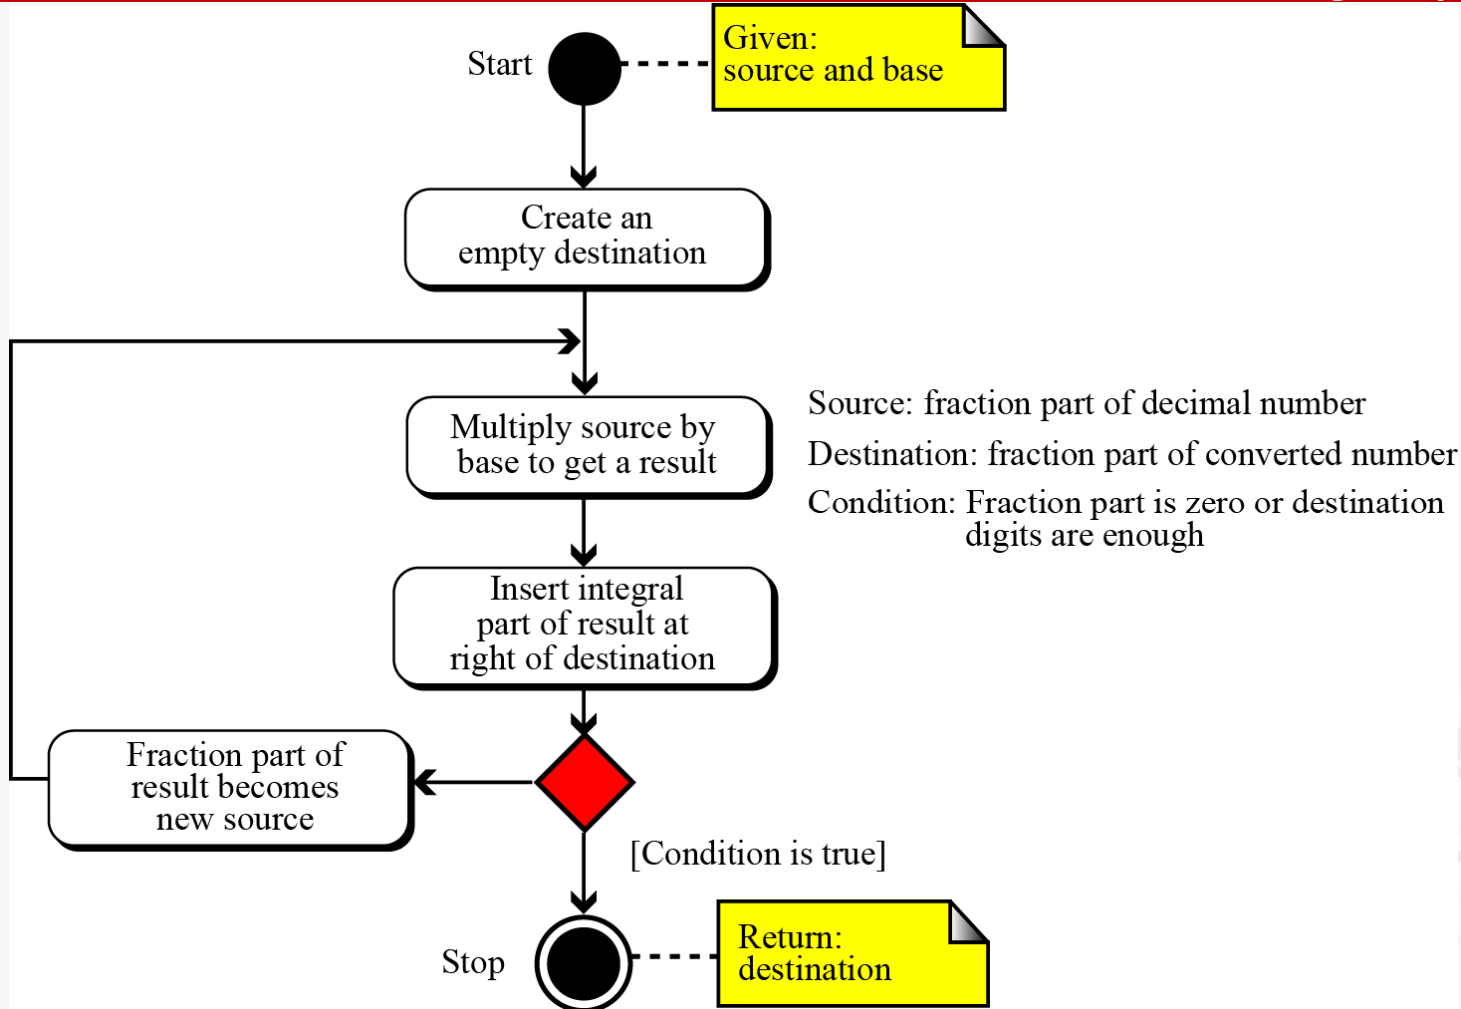 Start
Given:
source and base
Create an
empty destination
Multiply source by
base to get a result
Source: fraction part of decimal number
Destination: fraction part of converted number
Condition: Fraction part is zero or destination
digits are enough
Insert integral
part of result at
right of destination
Fraction part of
result becomes
new source
[Condition is true]
Stop
Return:
destination